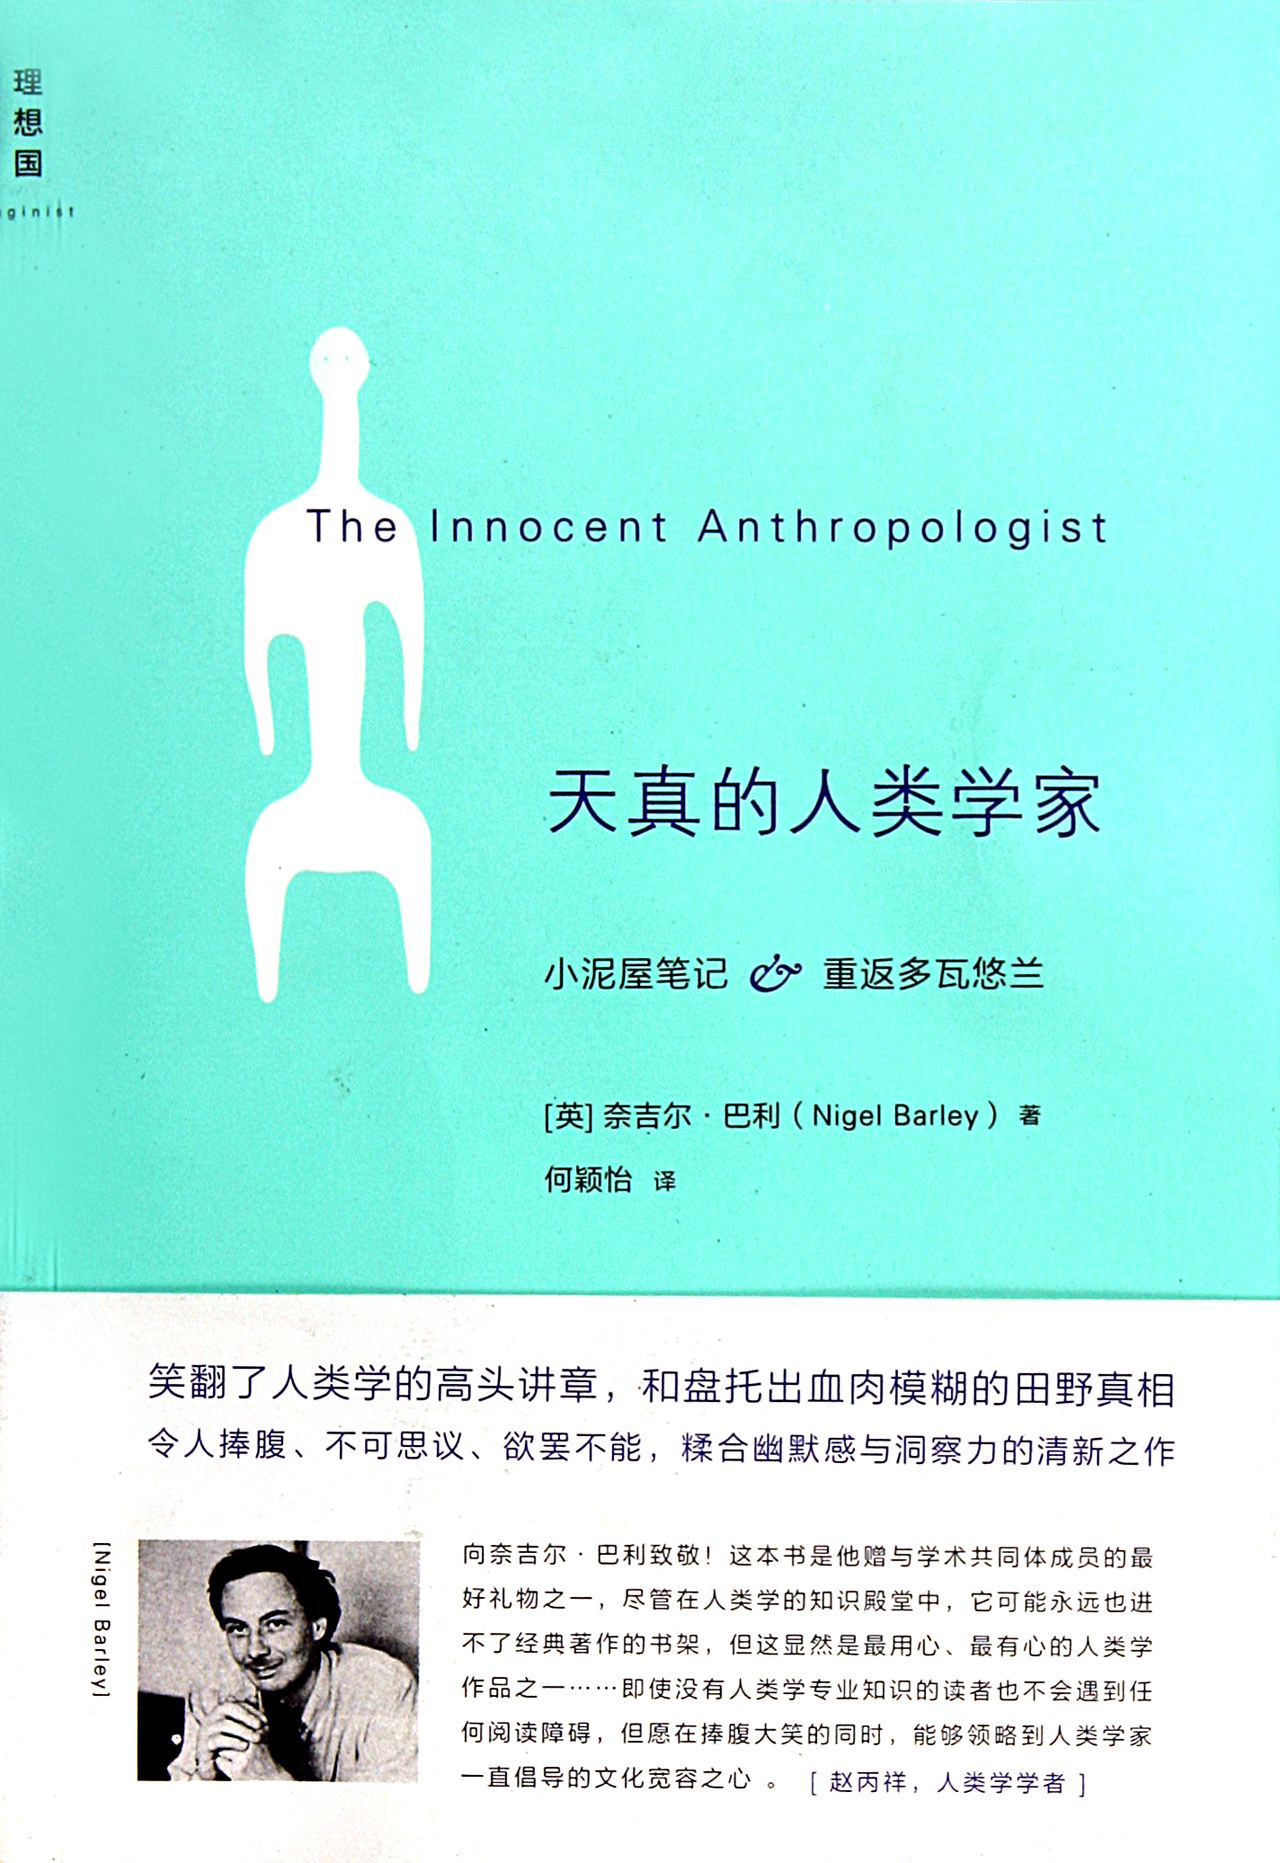 理想国
The Innocent Anthropologist
天真的人类学家
小泥屋笔记 & 重返多瓦悠兰
[英] 奈吉尔·巴利（Nigel Barley）著
何颖怡 译
笑翻了人类学的高头讲章，和盘托出血肉模糊的田野真相
令人捧腹、不可思议、欲罢不能，糅合幽默感与洞察力的清新之作
[Nigel Barley]
向奈吉尔·巴利致敬！这本书是他赠与学术共同体成员的最
好礼物之一，尽管在人类学的知识殿堂中，它可能永远也进
不了经典著作的书架，但这显然是最用心、最有心的人类学
作品之一……即使没有人类学专业知识的读者也不会遇到任
何阅读障碍，但愿在捧腹大笑的同时，能够领略到人类学家
一直倡导的文化宽容之心。 [ 赵丙祥，人类学学者 ]